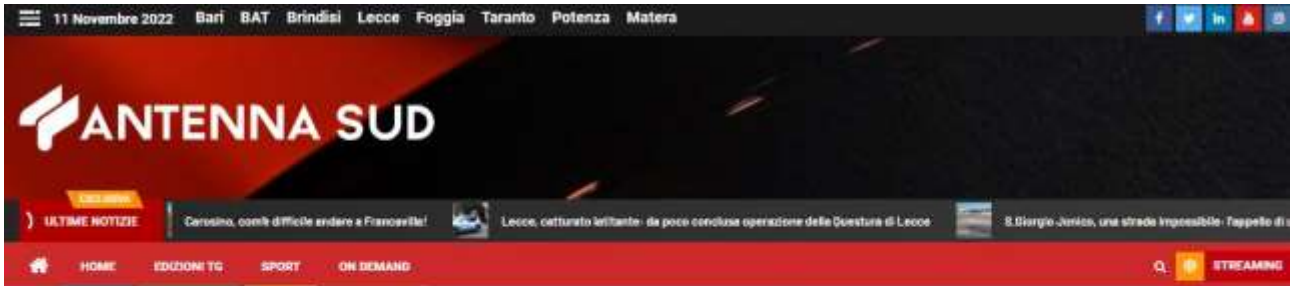 11 Novembre 2022 Bari BAT Brindisi Lecce Foggia Taranto Potenza Matera
ANTENNA SUD
ULTIME NOTIZIE Carosino, com'è difficile andare a Francavilla! Lecce, catturato latitante- da poco conclusa operazione della Questura di Lecce S.Giorgio Jonico, una strada impossibile- l'appello di
HOME EDIZIONI TG SPORT ON DEMAND STREAMING